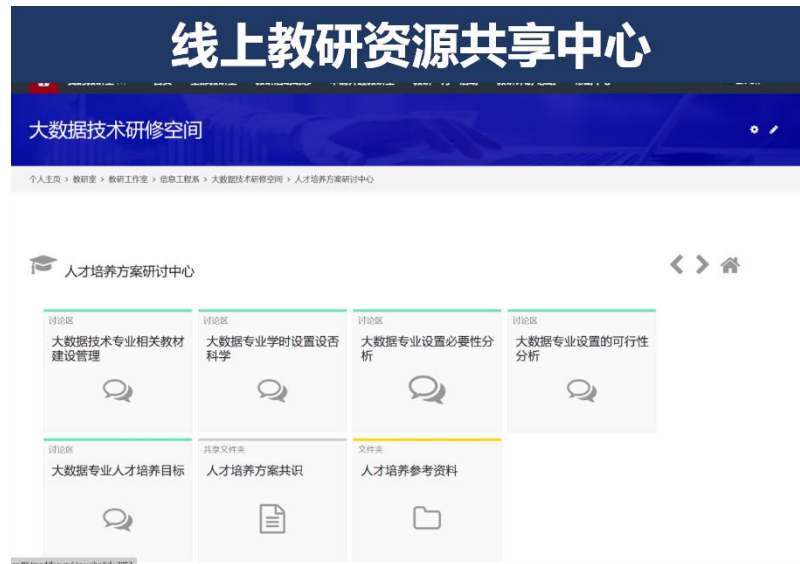 线上教研资源共享中心
大数据技术研修空间
个人主页 › 教研室 › 教研工作室 › 信息工程系 › 大数据技术研修空间 › 人才培养方案研讨中心
人才培养方案研讨中心
讨论区
大数据技术专业相关教材
建设管理
讨论区
大数据专业学时设置设否
科学
讨论区
大数据专业设置必要性分
析
讨论区
大数据专业设置的可行性
分析
讨论区
大数据专业人才培养目标
共享文件夹
人才培养方案共识
文件夹
人才培养参考资料